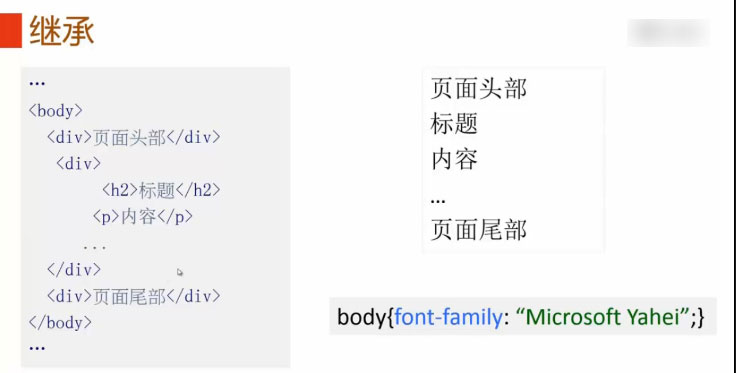 继承
...
<body>
<div>页面头部</div>
<div>
<h2>标题</h2>
<p>内容</p>
...
</div>
<div>页面尾部</div>
</body>
...
页面头部
标题
内容
...
页面尾部
body{font-family: “Microsoft Yahei”;}